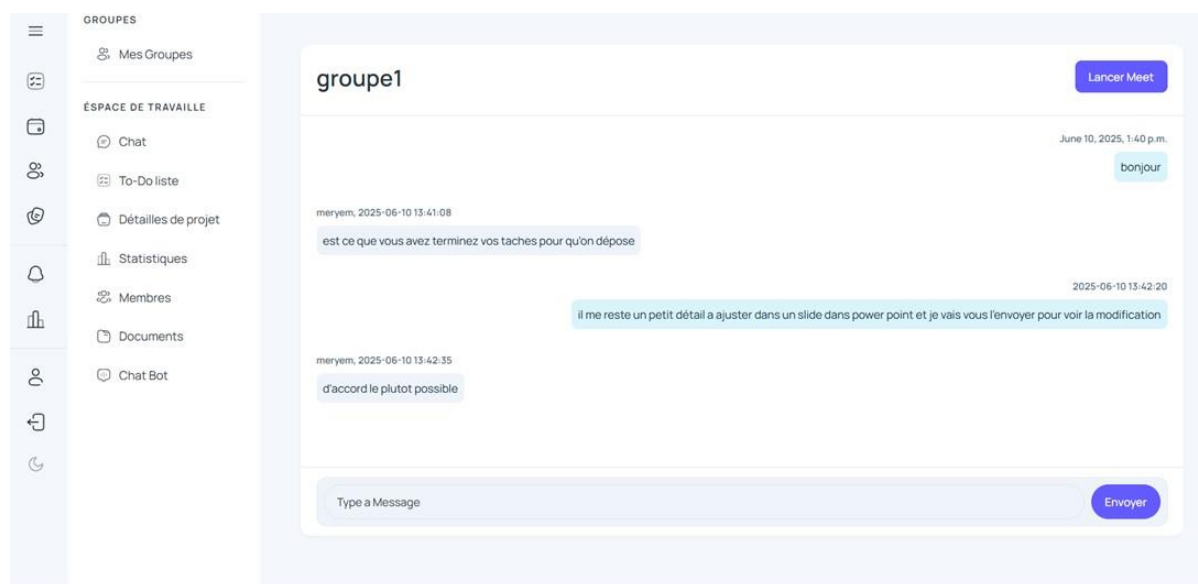 GROUPES
Mes Groupes
ÉSPACE DE TRAVAILLE
Chat
To-Do liste
Détailles de projet
Statistiques
Membres
Documents
Chat Bot
groupe1
Lancer Meet
June 10, 2025, 1:40 p.m.
bonjour
meryem, 2025-06-10 13:41:08
est ce que vous avez terminez vos taches pour qu'on dépose
2025-06-10 13:42:20
il me reste un petit détail a ajuster dans un slide dans power point et je vais vous l'envoyer pour voir la modification
meryem, 2025-06-10 13:42:35
d'accord le plutot possible
Type a Message
Envoyer